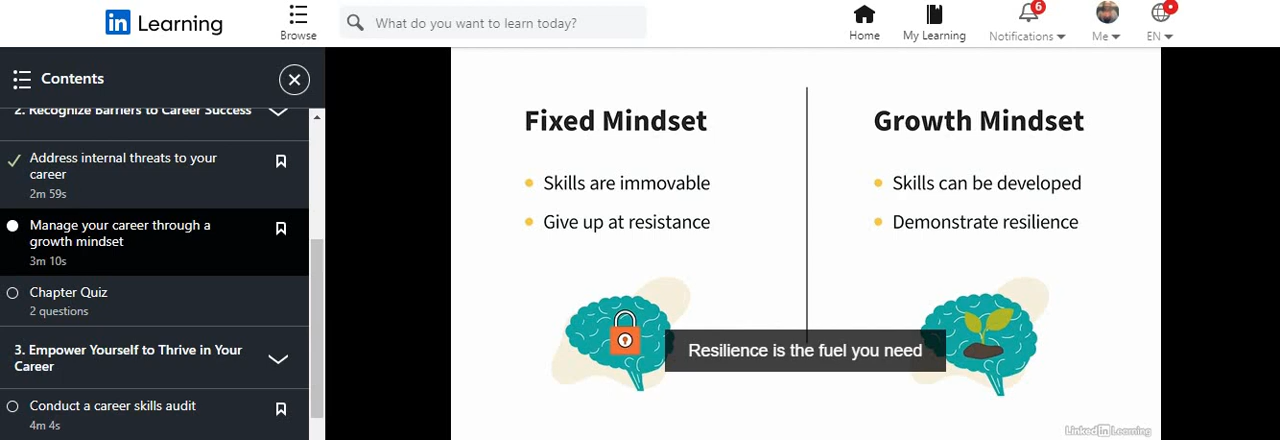 in Learning
Browse
What do you want to learn today?
Home
My Learning
6
Notifications
Me
EN
Contents
2. Recognize Barriers to Career Success
Address internal threats to your
career
2m 59s
Manage your career through a
growth mindset
3m 10s
Chapter Quiz
2 questions
3. Empower Yourself to Thrive in Your
Career
Conduct a career skills audit
4m 4s
Fixed Mindset
Skills are immovable
Give up at resistance
Growth Mindset
Skills can be developed
Demonstrate resilience
Resilience is the fuel you need
Linked in Learning